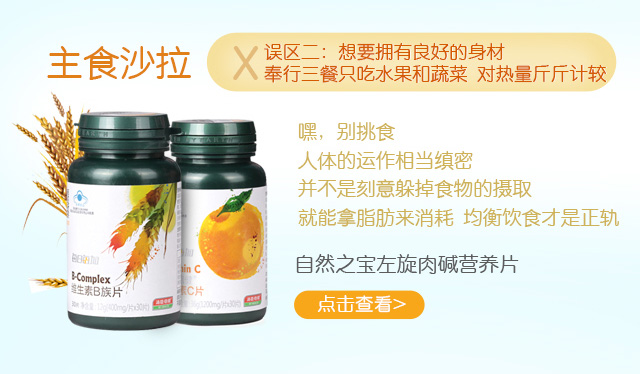 主食沙拉
X
误区二：想要拥有良好的身材
奉行三餐只吃水果和蔬菜 对热量斤斤计较
嘿，别挑食
人体的运作相当缜密
并不是刻意躲掉食物的摄取
就能拿脂肪来消耗 均衡饮食才是正轨
自然之宝左旋肉碱营养片
点击查看>
B-Complex
维生素B族片
in C
素C片